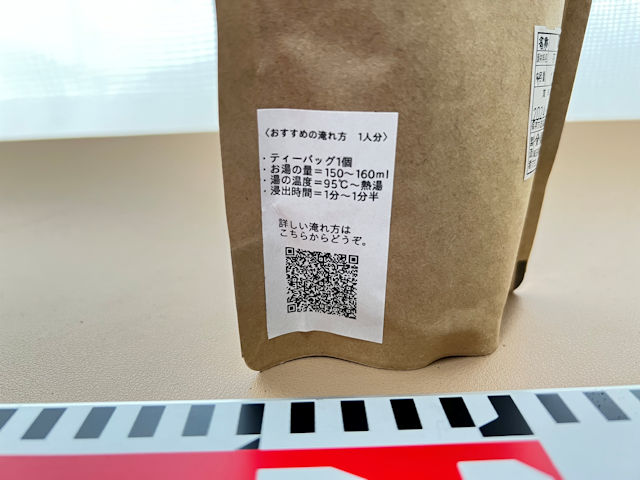 〈おすすめの淹れ方 1人分〉
・ティーバッグ1個
・お湯の量=150～160ml
・湯の温度=95℃～熱湯
・浸出時間=1分～1分半
詳しい淹れ方は
こちらからどうぞ。
名称